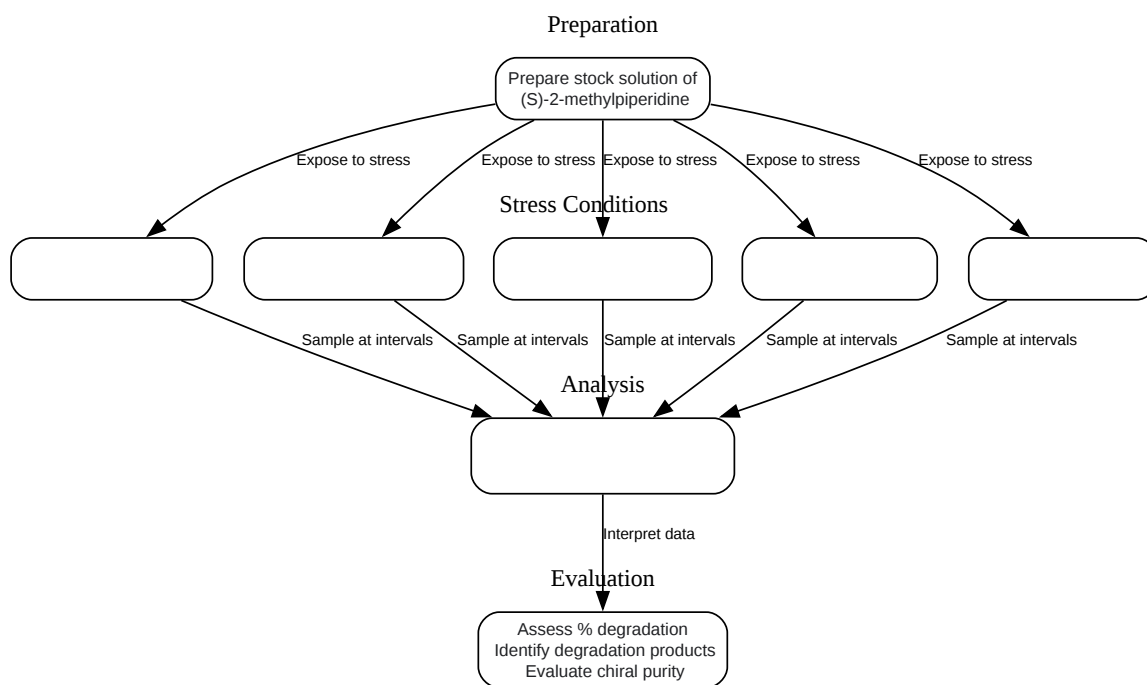 Preparation
Prepare stock solution of
(S)-2-methylpiperidine
Expose to stress
Expose to stress
Expose to stress
Expose to stress
Expose to stress
Stress Conditions
Sample at intervals
Sample at intervals
Sample at intervals
Sample at intervals
Sample at intervals
Analysis
Interpret data
Evaluation
Assess % degradation
Identify degradation products
Evaluate chiral purity